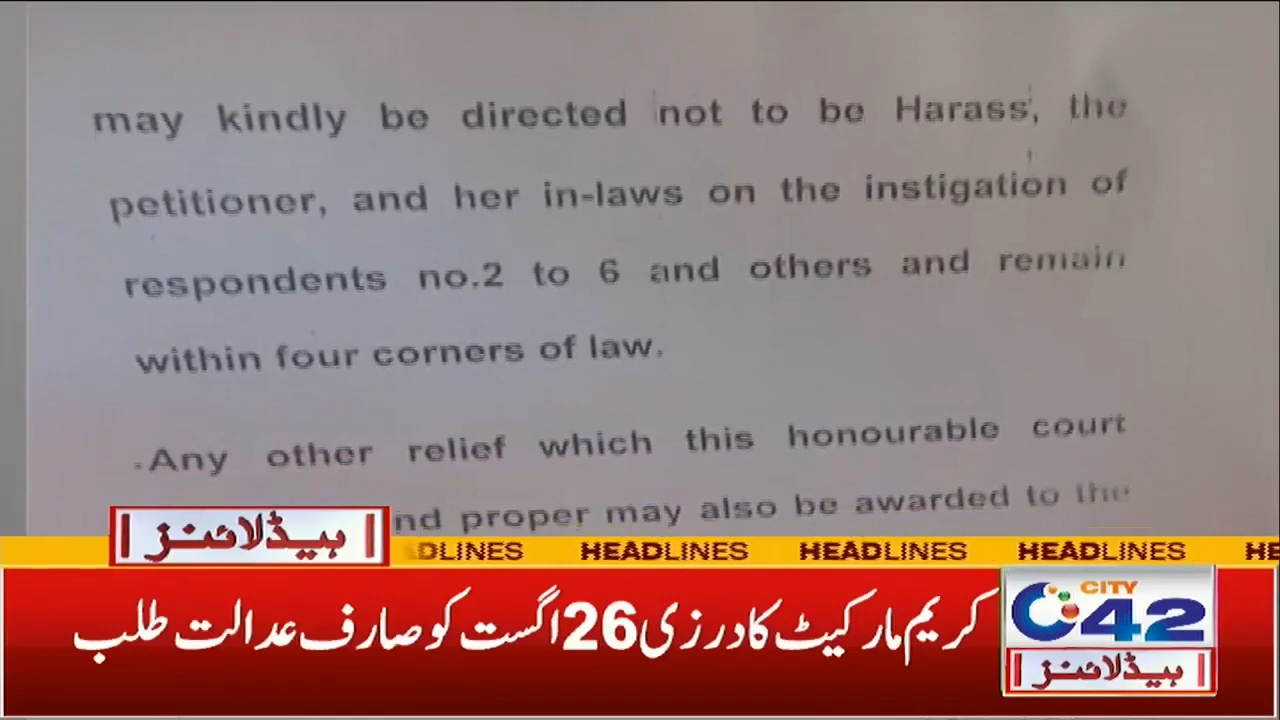 may kindly be directed not to be Harass, the
petitioner, and her in-laws on the instigation of
respondents no.2 to 6 and others and remain
within four corners of law.
Any other relief which this honourable court
nd proper may also be awarded to the
ہیڈلائنز
DLINES HEADLINES HEADLINES HEADLINES HE
کریم مارکیٹ کا درزی 26 اگست کو صارف عدالت طلب
CITY
42
ہیڈلائنز